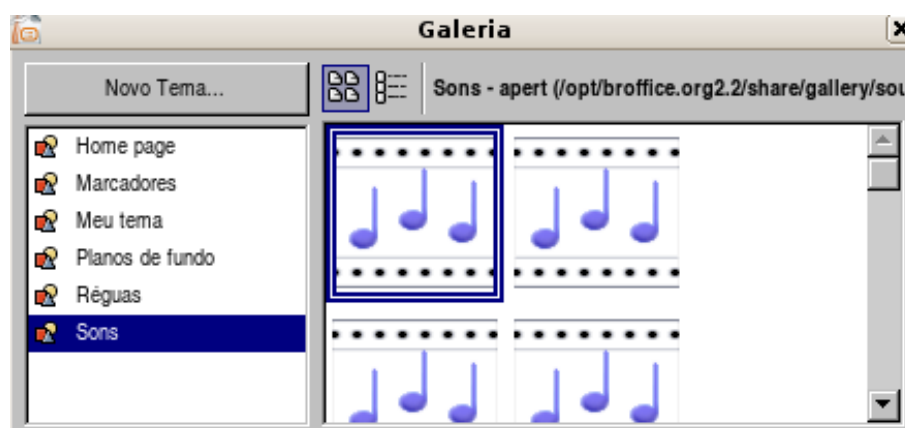 Galeria
Novo Tema...
Sons - apert (/opt/broffice.org2.2/share/gallery/sou
Home page
Marcadores
Meu tema
Planos de fundo
Réguas
Sons